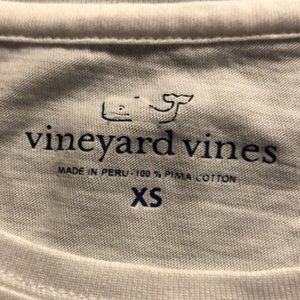 vineyard vines
MADE IN PERU - 100 % PIMA COTTON
XS